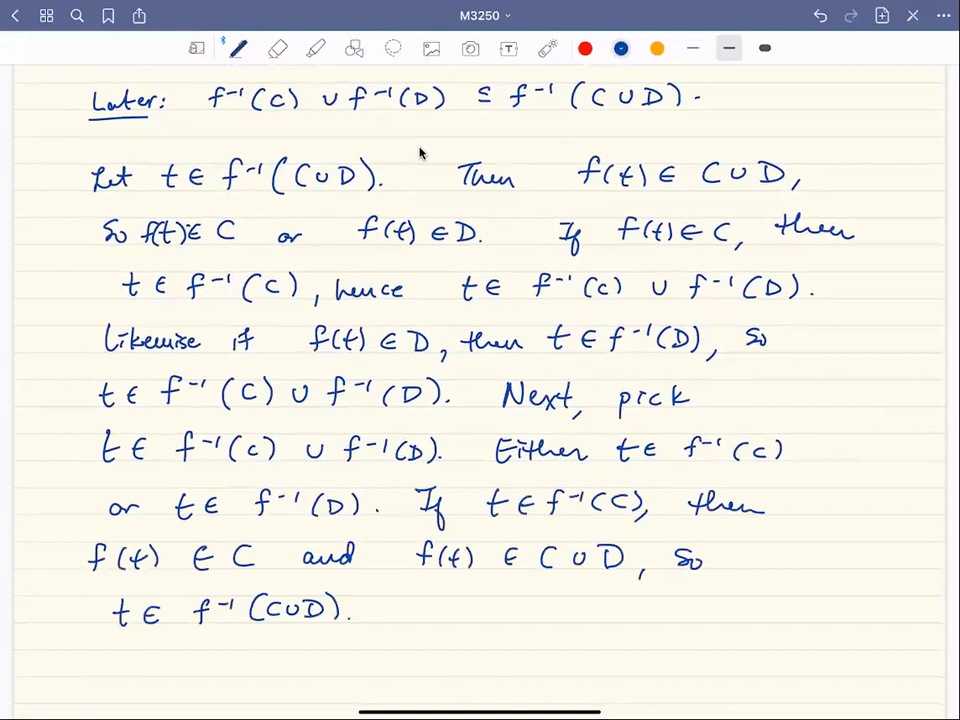 M3250
Later: f⁻¹(C) ∪ f⁻¹(D) ⊆ f⁻¹(C ∪ D).
Let t ∈ f⁻¹(C ∪ D). Then f(t) ∈ C ∪ D,
So f(t) ∈ C or f(t) ∈ D. If f(t) ∈ C, then
t ∈ f⁻¹(C), hence t ∈ f⁻¹(C) ∪ f⁻¹(D).
Likewise if f(t) ∈ D, then t ∈ f⁻¹(D), so
t ∈ f⁻¹(C) ∪ f⁻¹(D). Next, pick
t ∈ f⁻¹(C) ∪ f⁻¹(D). Either t ∈ f⁻¹(C)
or t ∈ f⁻¹(D). If t ∈ f⁻¹(C), then
f(t) ∈ C and f(t) ∈ C ∪ D, so
t ∈ f⁻¹(C ∪ D).